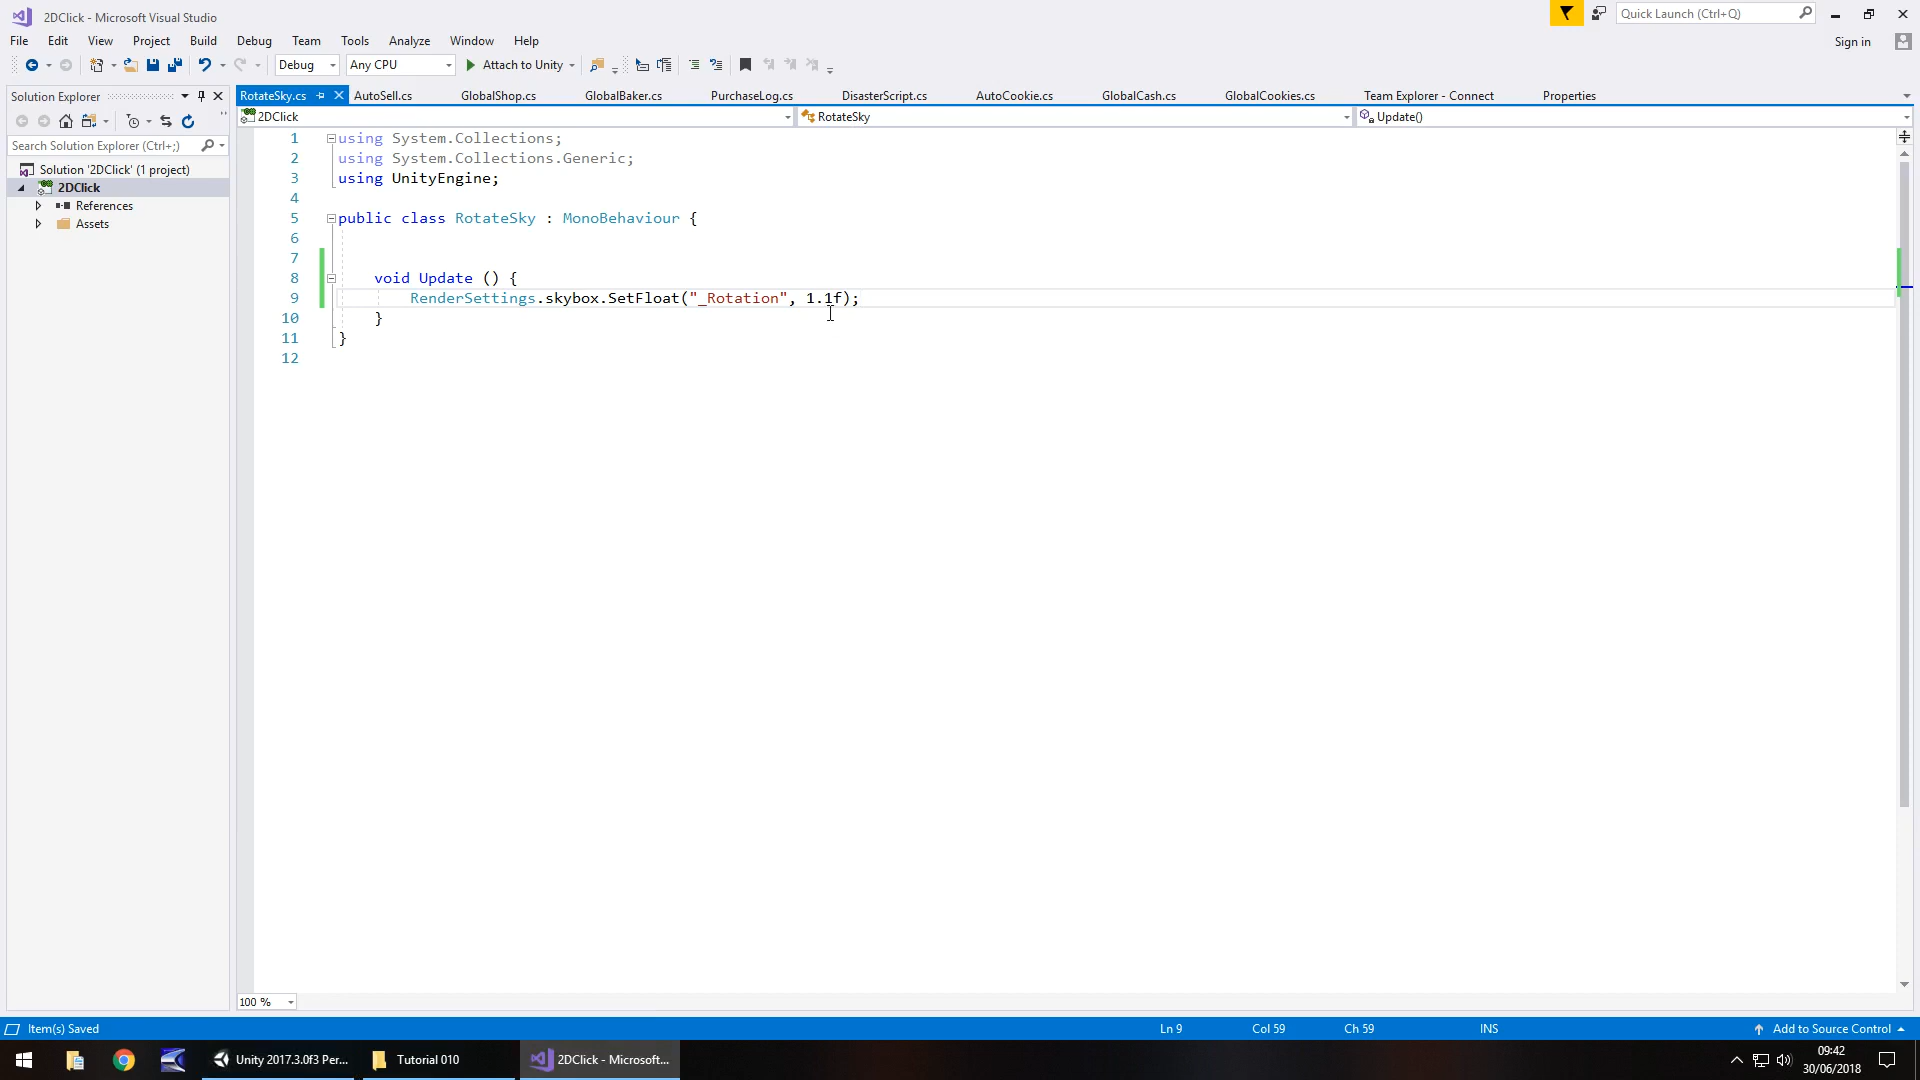 2DClick - Microsoft Visual Studio
Quick Launch (Ctrl+Q)
File Edit View Project Build Debug Team Tools Analyze Window Help
Sign in
Debug Any CPU Attach to Unity
Solution Explorer
RotateSky.cs AutoSell.cs GlobalShop.cs GlobalBaker.cs PurchaseLog.cs DisasterScript.cs AutoCookie.cs GlobalCash.cs GlobalCookies.cs Team Explorer - Connect Properties
2DClick RotateSky Update()
Search Solution Explorer (Ctrl+;)
Solution '2DClick' (1 project)
2DClick
References
Assets
1 using System.Collections;
2 using System.Collections.Generic;
3 using UnityEngine;
4
5 public class RotateSky : MonoBehaviour {
6
7
8 void Update () {
9 RenderSettings.skybox.SetFloat("_Rotation", 1.1f);
10 }
11 }
12
100 %
Item(s) Saved Ln 9 Col 59 Ch 59 INS Add to Source Control
Unity 2017.3.0f3 Per... Tutorial 010 2DClick - Microsoft...
09:42
30/06/2018